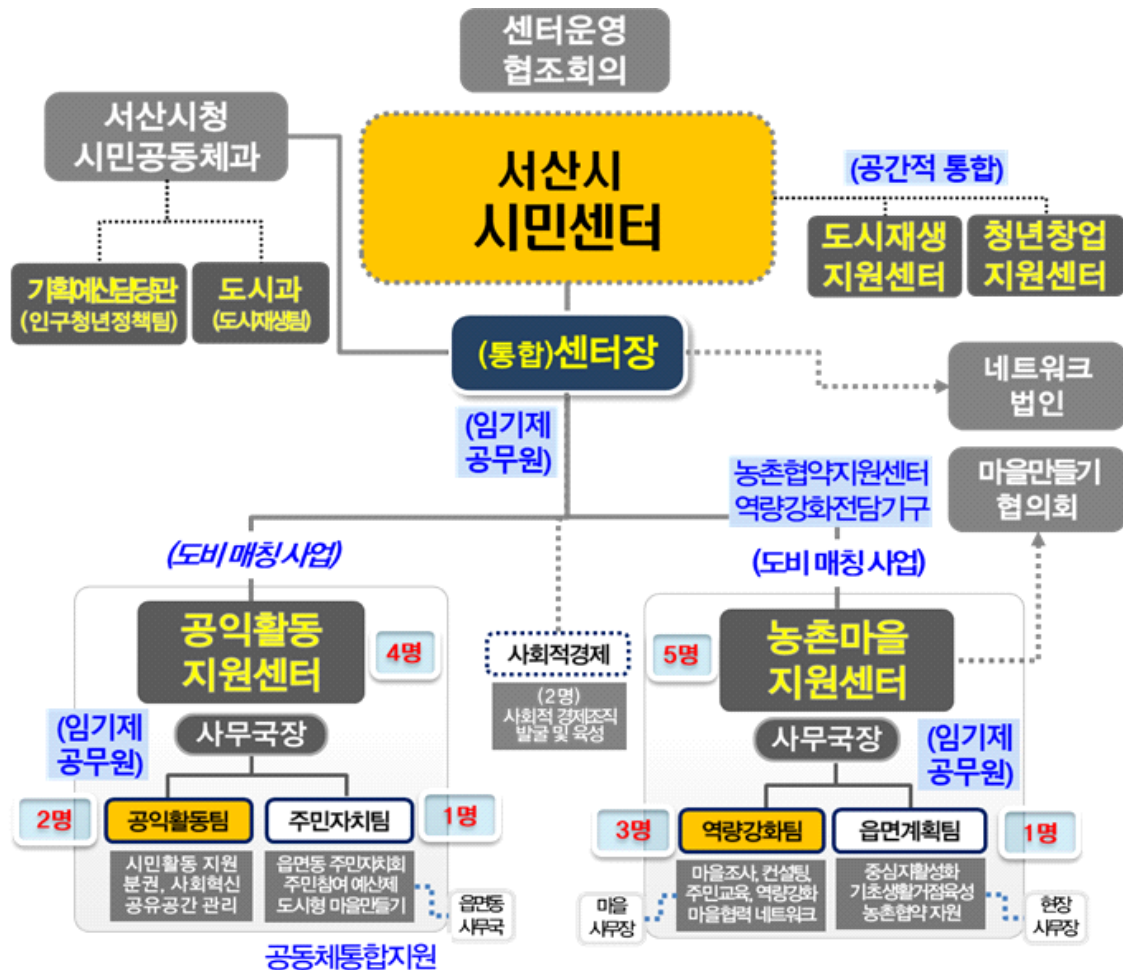 센터운영
협조회의
서산시청
시민공동체과
서산시
시민센터
(공간적 통합)
도시재생
지원센터
청년창업
지원센터
기획예산담당관
(인구청년정책팀)
도시과
(도시재생팀)
(통합)센터장
네트워크
법인
(임기제
공무원)
농촌협약지원센터
역량강화전담기구
마을만들기
협의회
(도비 매칭 사업)
(도비 매칭 사업)
공익활동
지원센터
4명
사회적경제
(2명)
사회적 경제조직
발굴 및 육성
5명
농촌마을
지원센터
(임기제
공무원)
사무국장
사무국장
(임기제
공무원)
2명
공익활동팀
주민자치팀
1명
3명
역량강화팀
읍면계획팀
1명
시민활동 지원
분권, 사회혁신
공유공간 관리
읍면동 주민자치회
주민참여 예산제
도시형 마을만들기
읍면동
사무국
마을
사무장
마을조사, 컨설팅,
주민교육, 역량강화
마을협력 네트워크
중심지활성화
기초생활거점육성
농촌협약 지원
현장
사무장
공동체통합지원